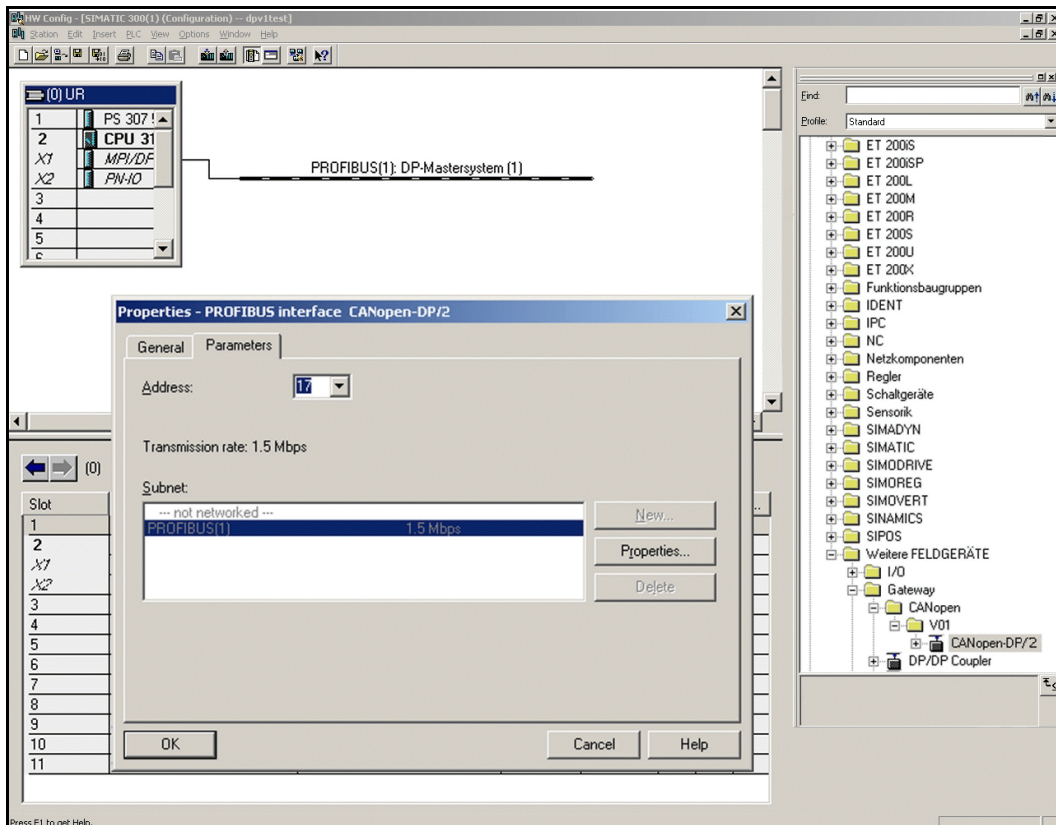 HW Config - [SIMATIC 300(1) (Configuration) -- dpv1test]
Station Edit Insert PLC View Options Window Help
(0) UR
1 PS 307 5
2 CPU 31
X1 MPI/DP
X2 PN-IO
3
4
5
6
PROFIBUS(1): DP-Mastersystem (1)
Properties - PROFIBUS interface CANopen-DP/2
General Parameters
Address: 17
Transmission rate: 1.5 Mbps
Subnet:
--- not networked ---
PROFIBUS(1) 1.5 Mbps
New...
Properties...
Delete
OK Cancel Help
(0)
Slot ...
1
2
X1
X2
3
4
5
6
7
8
9
10
11
Press F1 to get Help.
Find:
Profile: Standard
ET 200iS
ET 200iSP
ET 200L
ET 200M
ET 200R
ET 200S
ET 200U
ET 200X
Funktionsbaugruppen
IDENT
IPC
NC
Netzkomponenten
Regler
Schaltgeräte
Sensorik
SIMADYN
SIMATIC
SIMODRIVE
SIMOREG
SIMOVERT
SINAMICS
SIPOS
Weitere FELDGERÄTE
I/O
Gateway
CANopen
V01
CANopen-DP/2
DP/DP Coupler